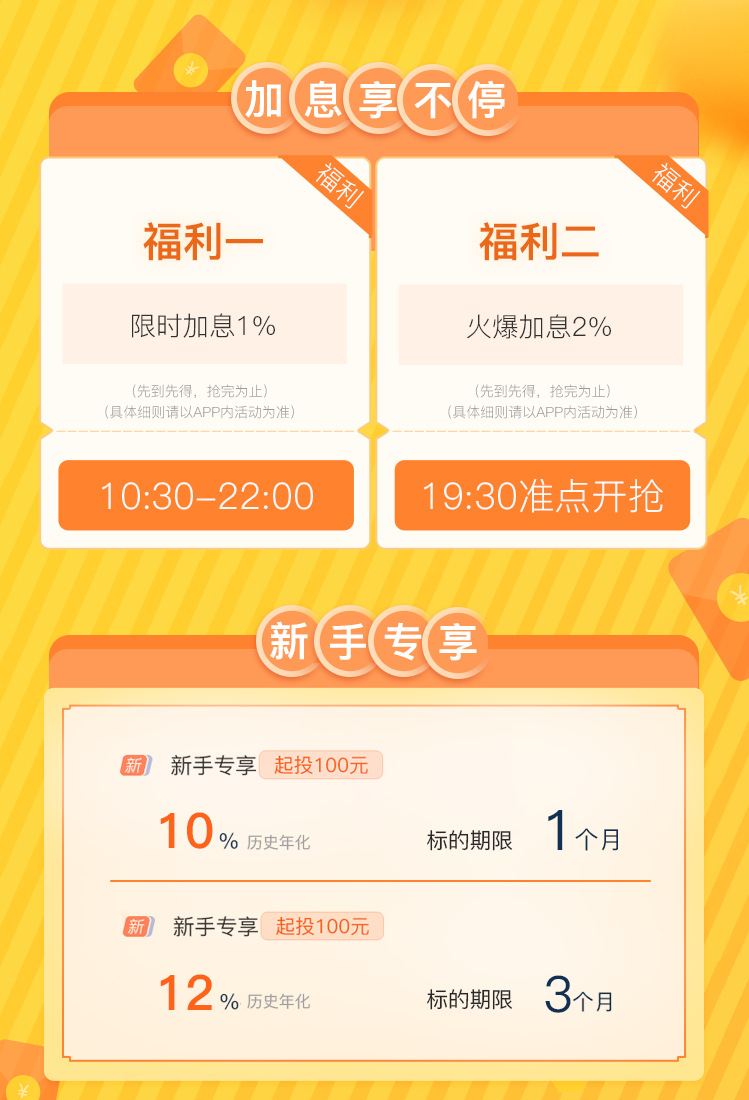 加息享不停
福利
福利一
限时加息1%
（先到先得，抢完为止）
（具体细则请以APP内活动为准）
10:30-22:00
福利
福利二
火爆加息2%
（先到先得，抢完为止）
（具体细则请以APP内活动为准）
19:30准点开抢
新手专享
新 新手专享 起投100元
10% 历史年化 标的期限 1个月
新 新手专享 起投100元
12% 历史年化 标的期限 3个月